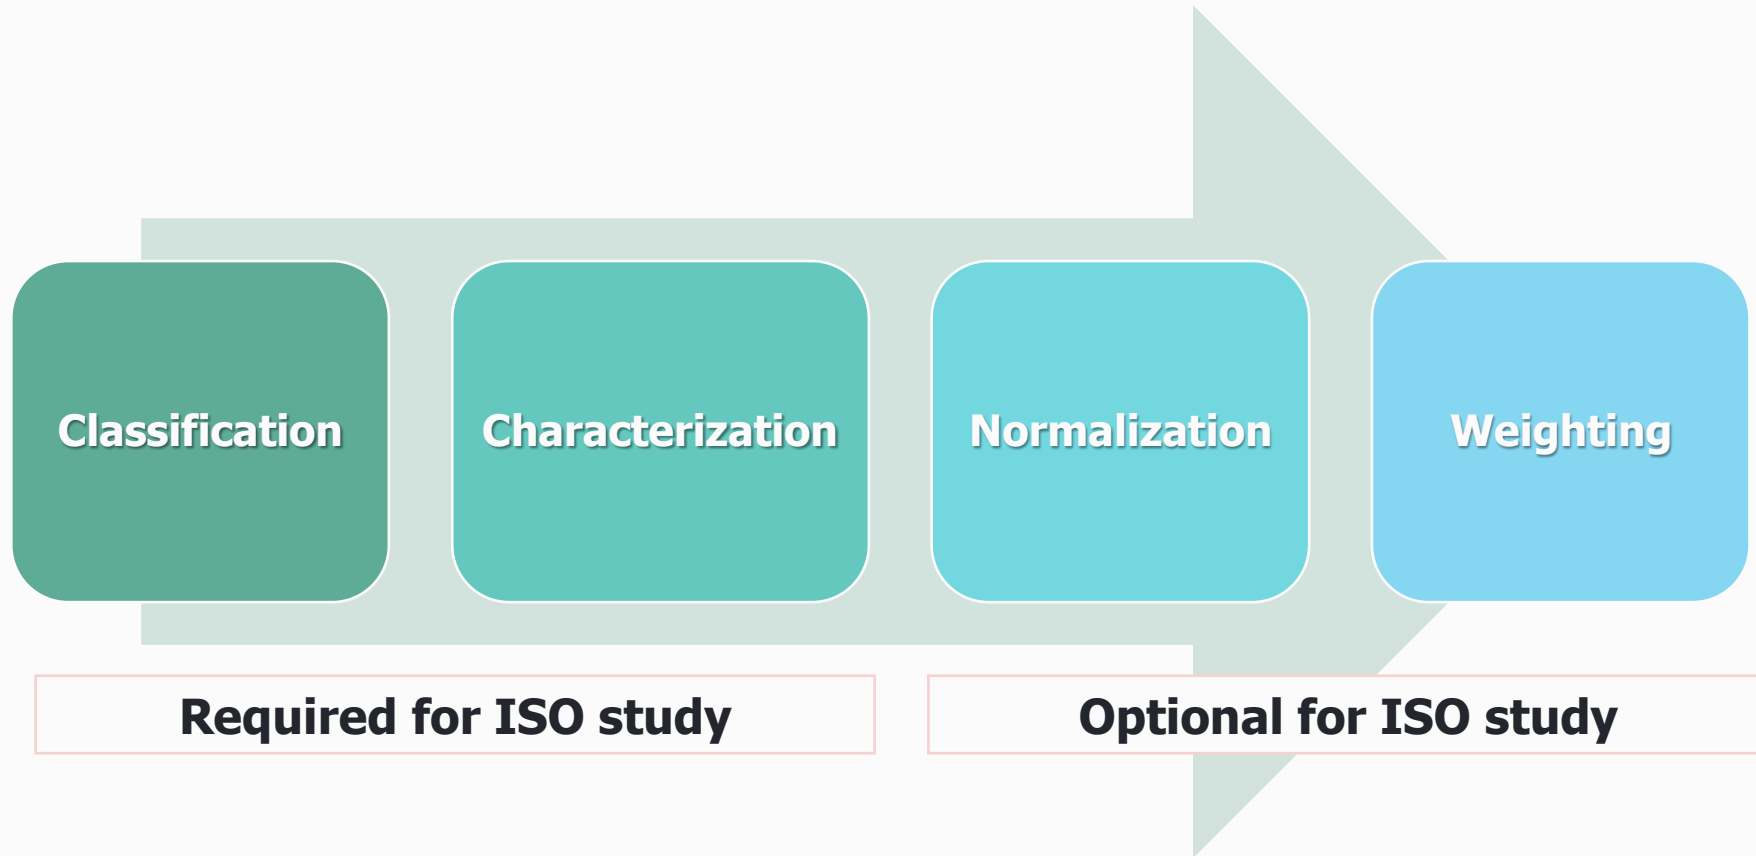 Classification
Characterization
Normalization
Weighting
Required for ISO study
Optional for ISO study